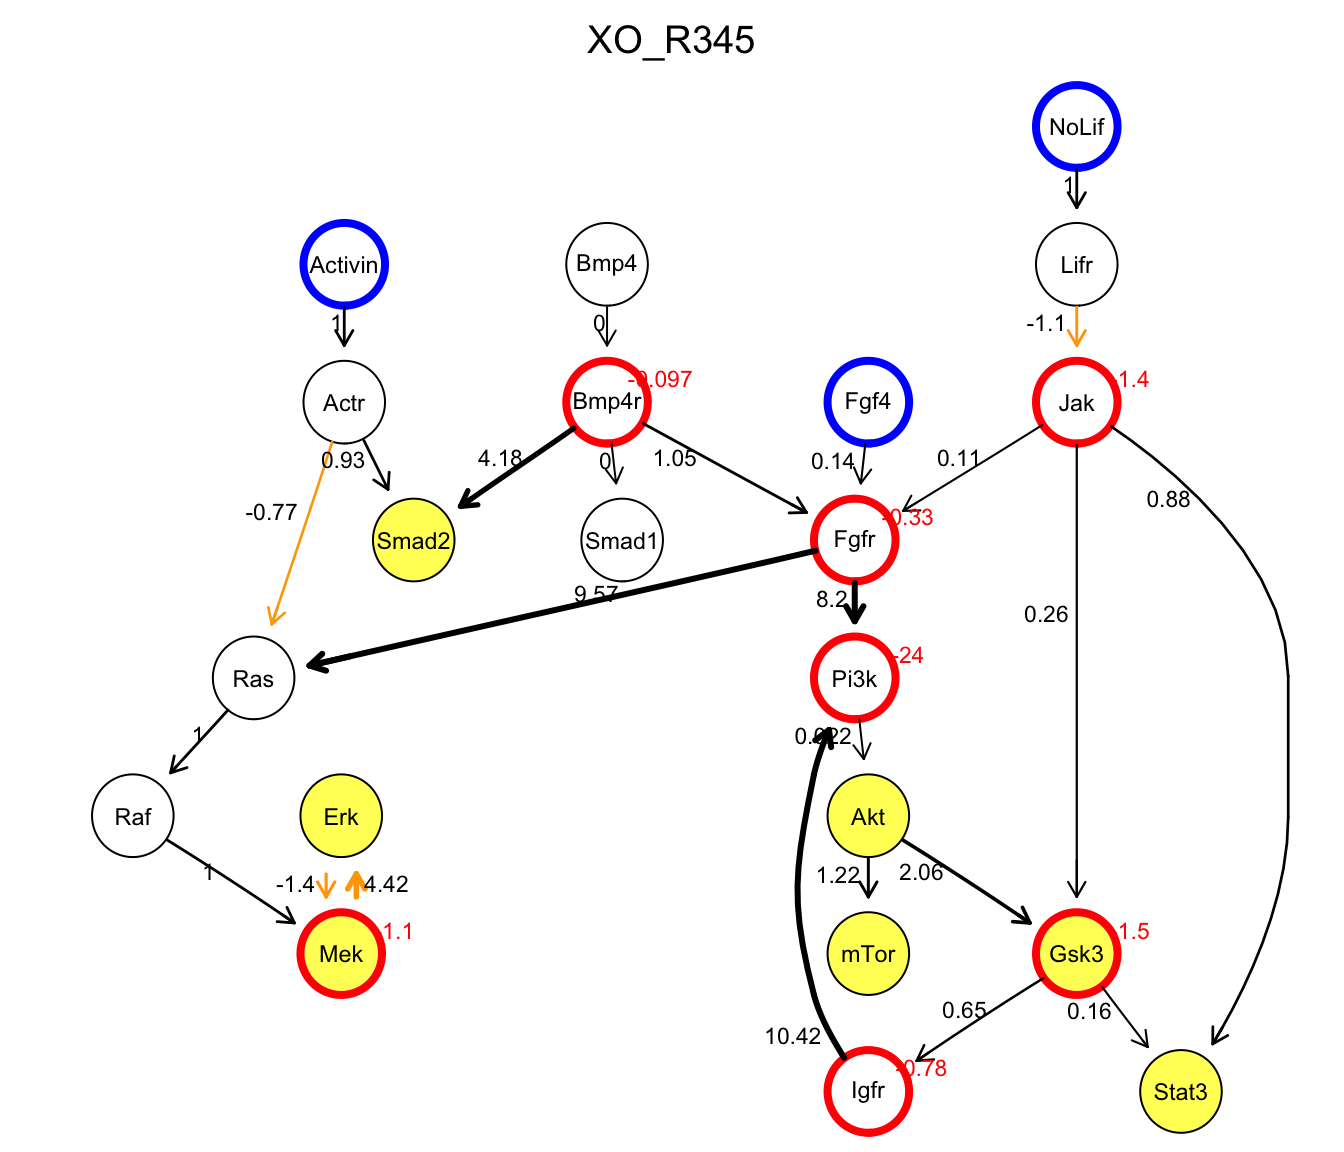 XO_R345
NoLif
1
Activin
Bmp4
Lifr
1
0
-1.1
-0.097
-1.4
Actr
Bmp4r
Fgf4
Jak
0.93
4.18
0
1.05
0.14
0.11
0.88
-0.77
-0.33
Smad2
Smad1
Fgfr
9.57
8.2
0.26
-24
Ras
Pi3k
1
0.022
Raf
Erk
Akt
1
-1.4
4.42
1.22
2.06
-1.1
-1.5
Mek
mTor
Gsk3
10.42
0.65
0.16
-0.78
Igfr
Stat3